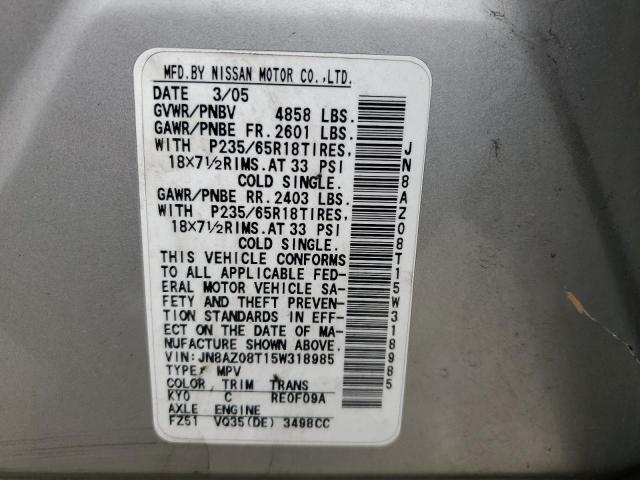 MFD.BY NISSAN MOTOR CO.,LTD.
DATE 3/05
GVWR/PNBV 4858 LBS.
GAWR/PNBE FR. 2601 LBS.
WITH P235/65R18TIRES,
18×7½RIMS.AT 33 PSI
COLD SINGLE.
GAWR/PNBE RR. 2403 LBS.
WITH P235/65R18TIRES,
18×7½RIMS.AT 33 PSI
COLD SINGLE.
THIS VEHICLE CONFORMS
TO ALL APPLICABLE FED-
ERAL MOTOR VEHICLE SA-
FETY AND THEFT PREVEN-
TION STANDARDS IN EFF-
ECT ON THE DATE OF MA-
NUFACTURE SHOWN ABOVE.
VIN: JN8AZ08T15W318985
TYPE: MPV
COLOR, TRIM TRANS
KY0 C RE0F09A
AXLE ENGINE
FZ51 VQ35(DE) 3498CC
JN8AZ08T15W318985